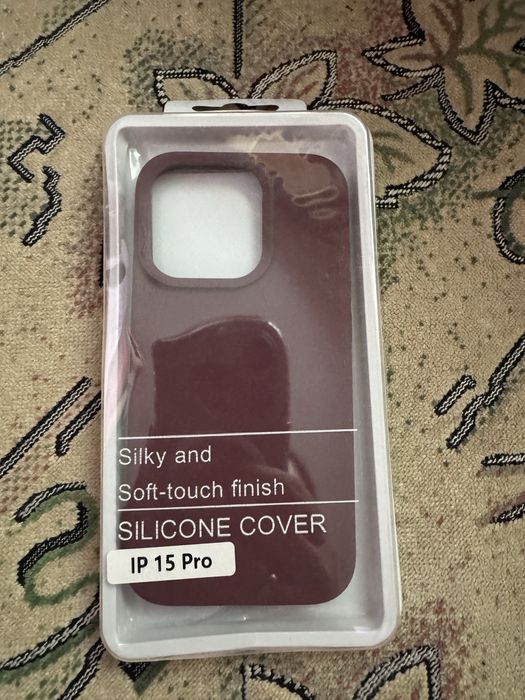 Silky and
Soft-touch finish
SILICONE COVER
IP 15 Pro